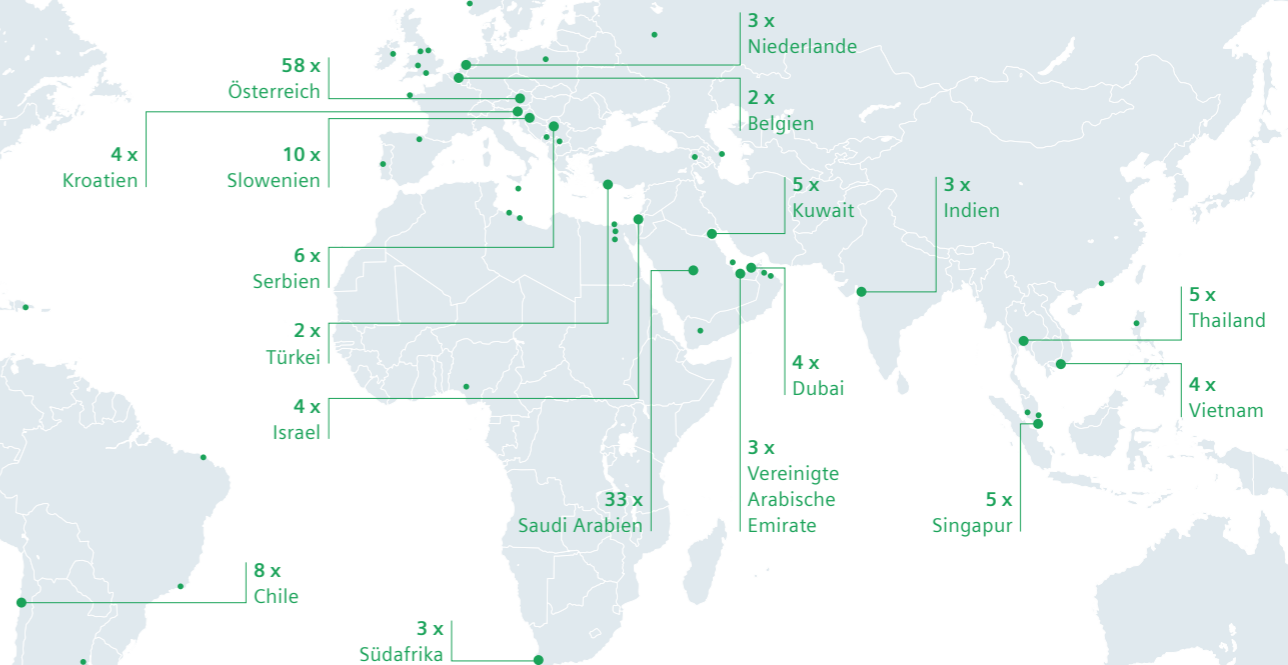 3 x
Niederlande
58 x
Österreich
2 x
Belgien
4 x
Kroatien
10 x
Slowenien
5 x
Kuwait
3 x
Indien
6 x
Serbien
5 x
Thailand
2 x
Türkei
4 x
Dubai
4 x
Vietnam
4 x
Israel
3 x
Vereinigte
Arabische
Emirate
33 x
Saudi Arabien
5 x
Singapur
8 x
Chile
3 x
Südafrika